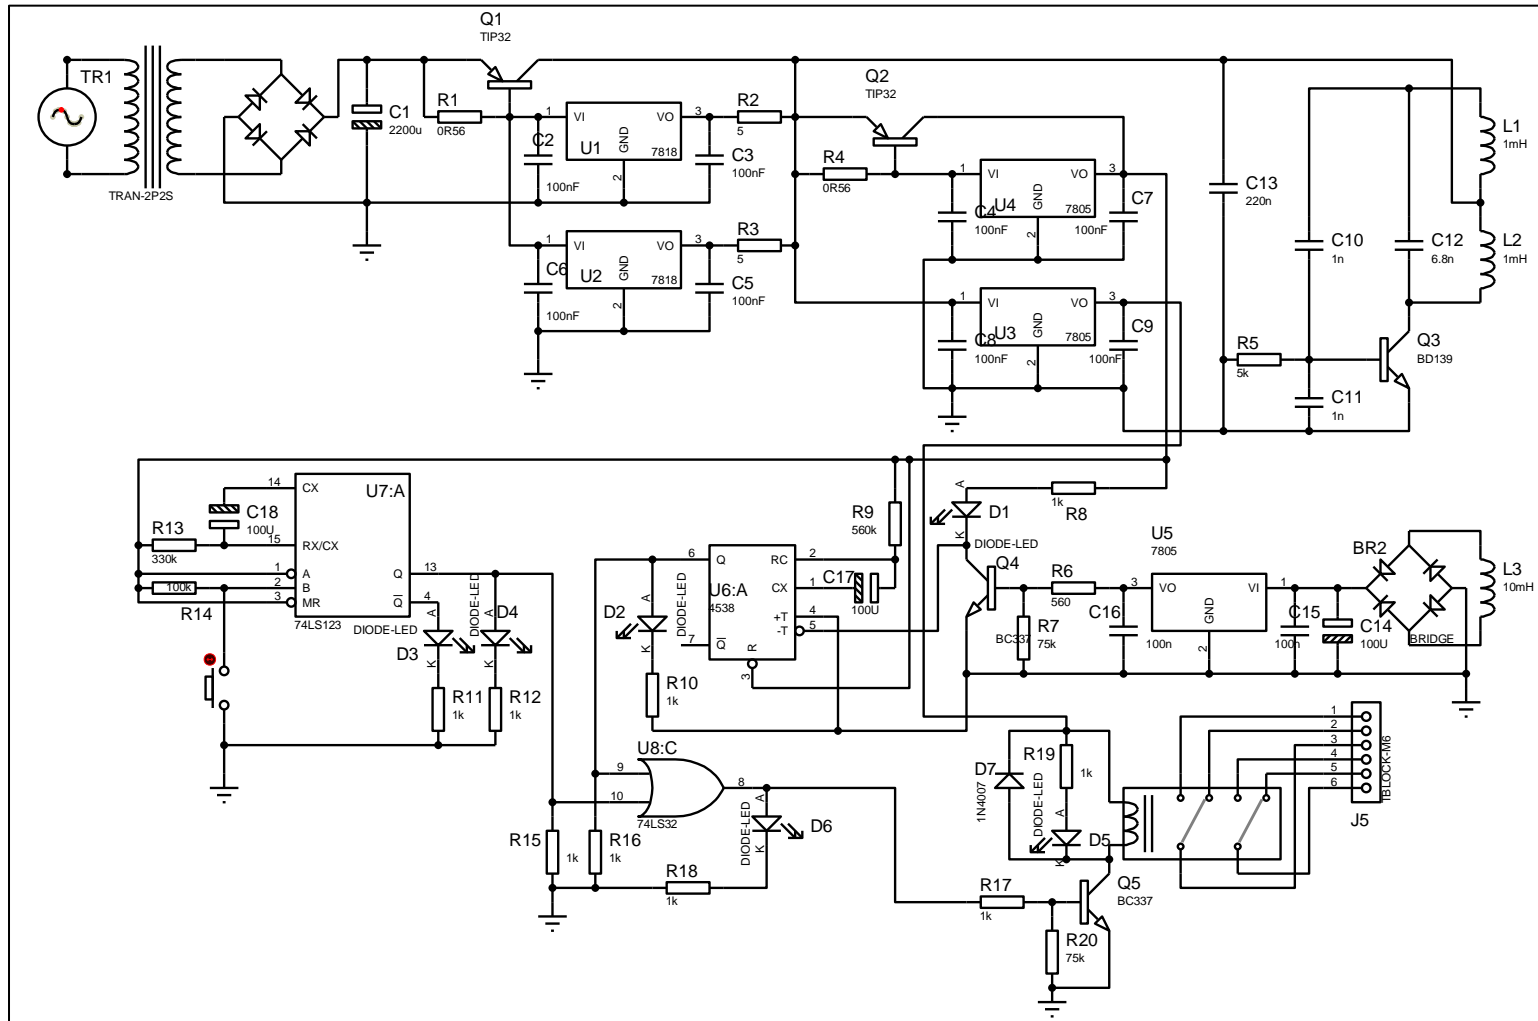 Q1
TIP32
TR1
TRAN-2P2S
C1
2200u
R1
0R56
C2
100nF
1
VI
VO
3
GND
2
U1
7818
C3
100nF
R2
5
Q2
TIP32
R4
0R56
C4
100nF
1
VI
VO
3
GND
2
U4
7805
C7
100nF
C6
100nF
1
VI
VO
3
GND
2
U2
7818
C5
100nF
R3
5
C8
100nF
1
VI
VO
3
GND
2
U3
7805
C9
100nF
C13
220n
C10
1n
C12
6.8n
L1
1mH
L2
1mH
R5
5k
C11
1n
Q3
BD139
U7:A
14
CX
15
RX/CX
1
A
2
B
3
MR
Q
13
Q
4
74LS123
C18
100U
R13
330k
100k
R14
DIODE-LED
D3
A
K
DIODE-LED
D4
A
K
R11
1k
R12
1k
R9
560k
6
Q
RC
2
CX
1
+T
4
-T
5
7
Q
R
3
U6:A
4538
C17
100U
D2
A
K
DIODE-LED
R10
1k
D1
A
K
DIODE-LED
R8
1k
Q4
BC337
R6
560
R7
75k
C16
100n
U5
7805
3
VO
VI
1
GND
2
C15
100n
C14
100U
BR2
BRIDGE
L3
10mH
U8:C
9
10
8
74LS32
R15
1k
R16
1k
R18
1k
D6
A
K
DIODE-LED
D7
1N4007
R19
1k
DIODE-LED
A
K
D5
R17
1k
Q5
BC337
R20
75k
1
2
3
4
5
6
TBLOCK-M6
J5